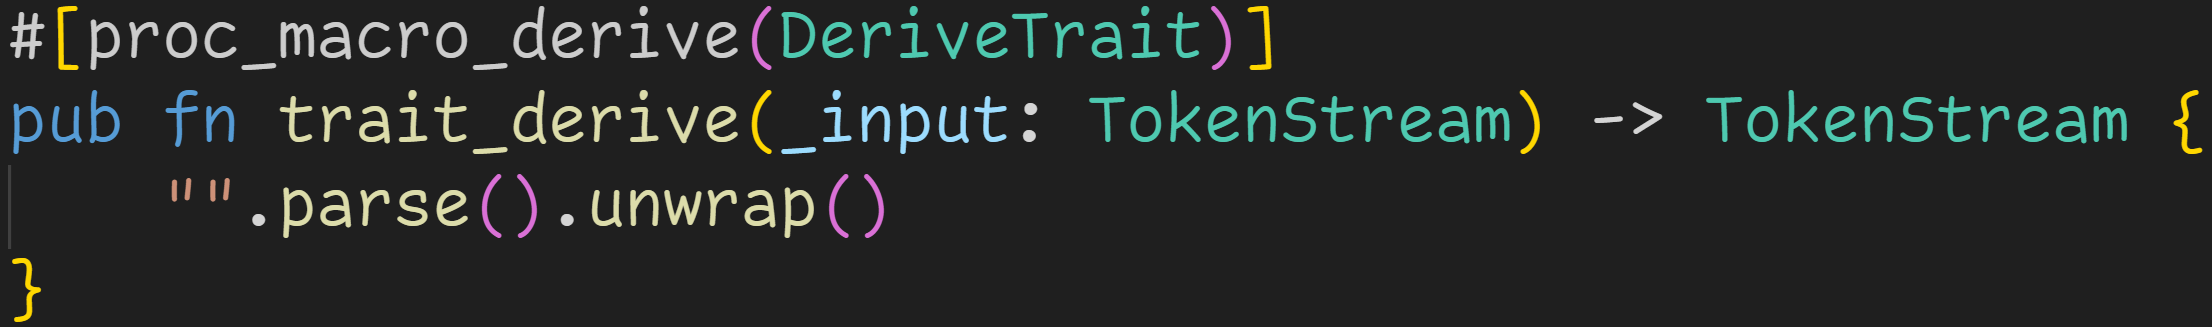 #[proc_macro_derive(DeriveTrait)]
pub fn trait_derive(_input: TokenStream) -> TokenStream {
    "".parse().unwrap()
}